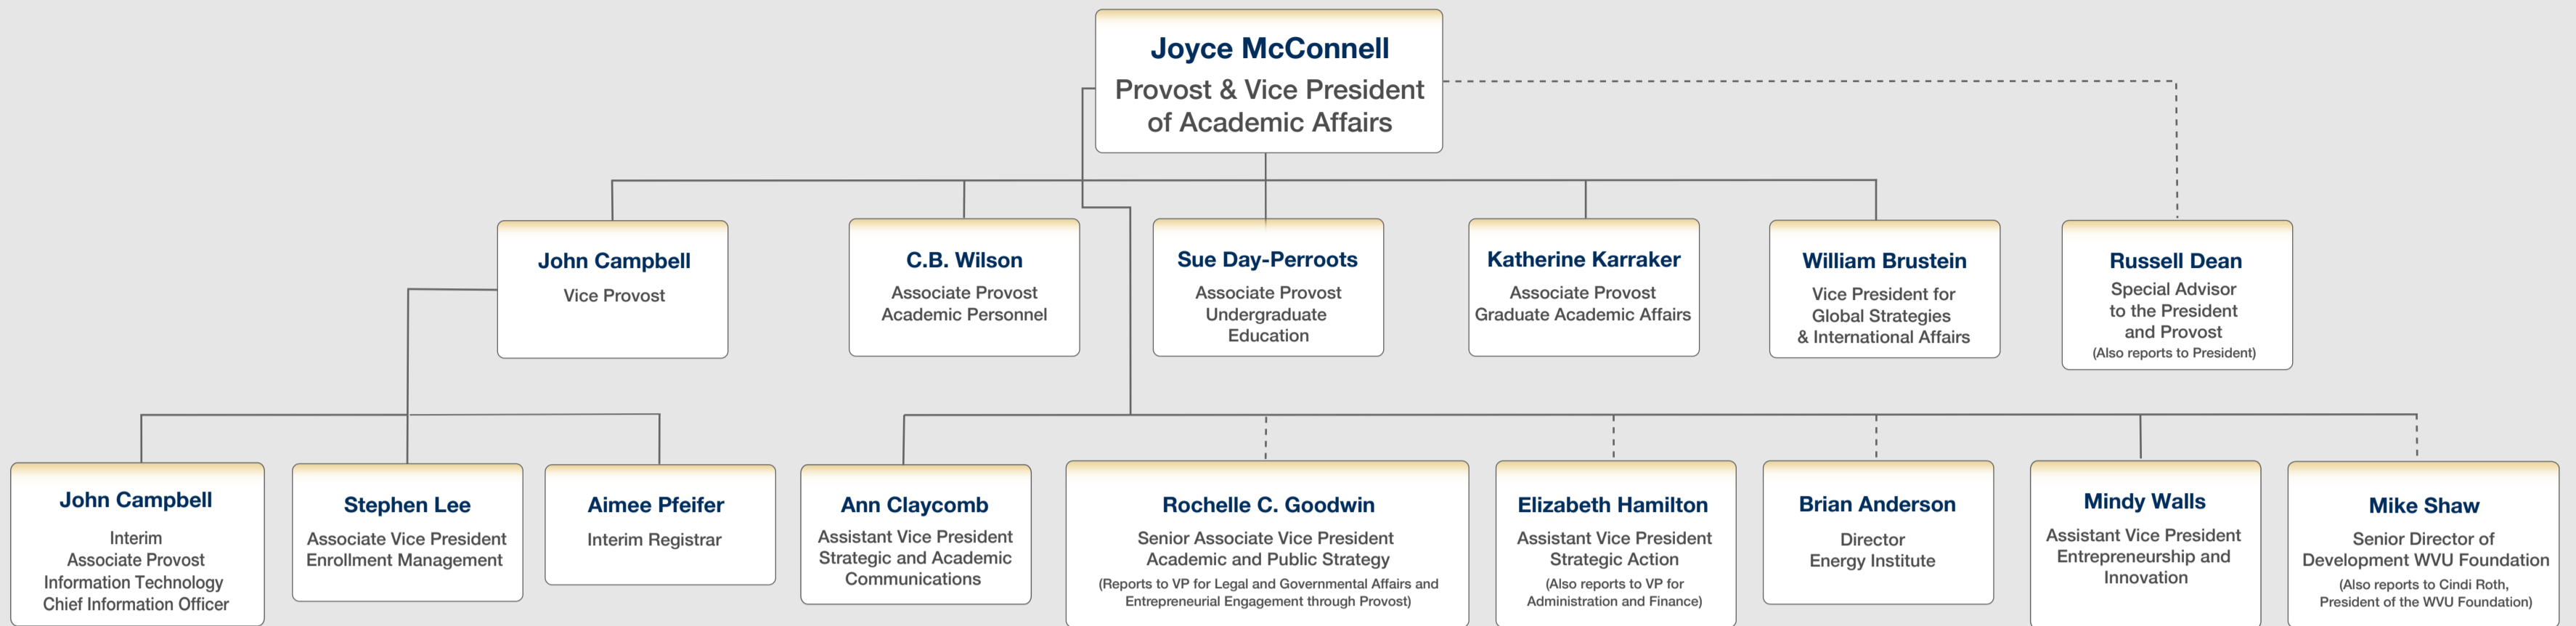 Joyce McConnell
Provost & Vice President
of Academic Affairs
John Campbell
Vice Provost
C.B. Wilson
Associate Provost
Academic Personnel
Sue Day-Perroots
Associate Provost
Undergraduate
Education
Katherine Karraker
Associate Provost
Graduate Academic Affairs
William Brustein
Vice President for
Global Strategies
& International Affairs
Russell Dean
Special Advisor
to the President
and Provost
(Also reports to President)
John Campbell
Interim
Associate Provost
Information Technology
Chief Information Officer
Stephen Lee
Associate Vice President
Enrollment Management
Aimee Pfeifer
Interim Registrar
Ann Claycomb
Assistant Vice President
Strategic and Academic
Communications
Rochelle C. Goodwin
Senior Associate Vice President
Academic and Public Strategy
(Reports to VP for Legal and Governmental Affairs and
Entrepreneurial Engagement through Provost)
Elizabeth Hamilton
Assistant Vice President
Strategic Action
(Also reports to VP for
Administration and Finance)
Brian Anderson
Director
Energy Institute
Mindy Walls
Assistant Vice President
Entrepreneurship and
Innovation
Mike Shaw
Senior Director of
Development WVU Foundation
(Also reports to Cindi Roth,
President of the WVU Foundation)